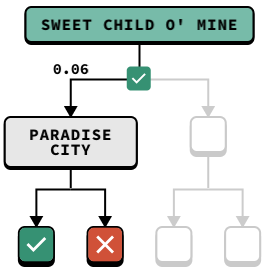 SWEET CHILD O' MINE
0.06
PARADISE
CITY